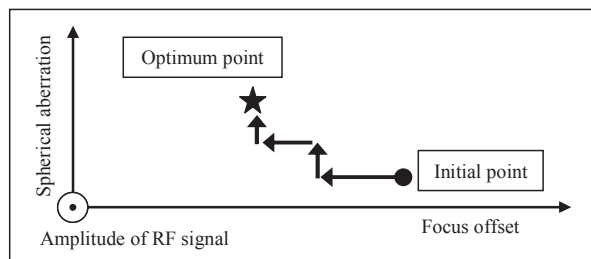 Optimum point
Spherical aberration
Initial point
Amplitude of RF signal
Focus offset